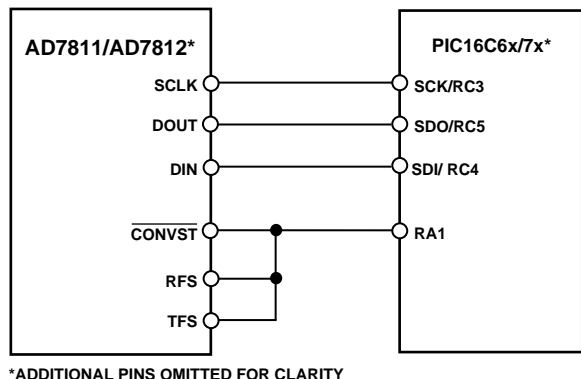 AD7811/AD7812*
PIC16C6x/7x*
SCLK
SCK/RC3
DOUT
SDO/RC5
DIN
SDI/ RC4
CONVST
RA1
RFS
TFS
*ADDITIONAL PINS OMITTED FOR CLARITY